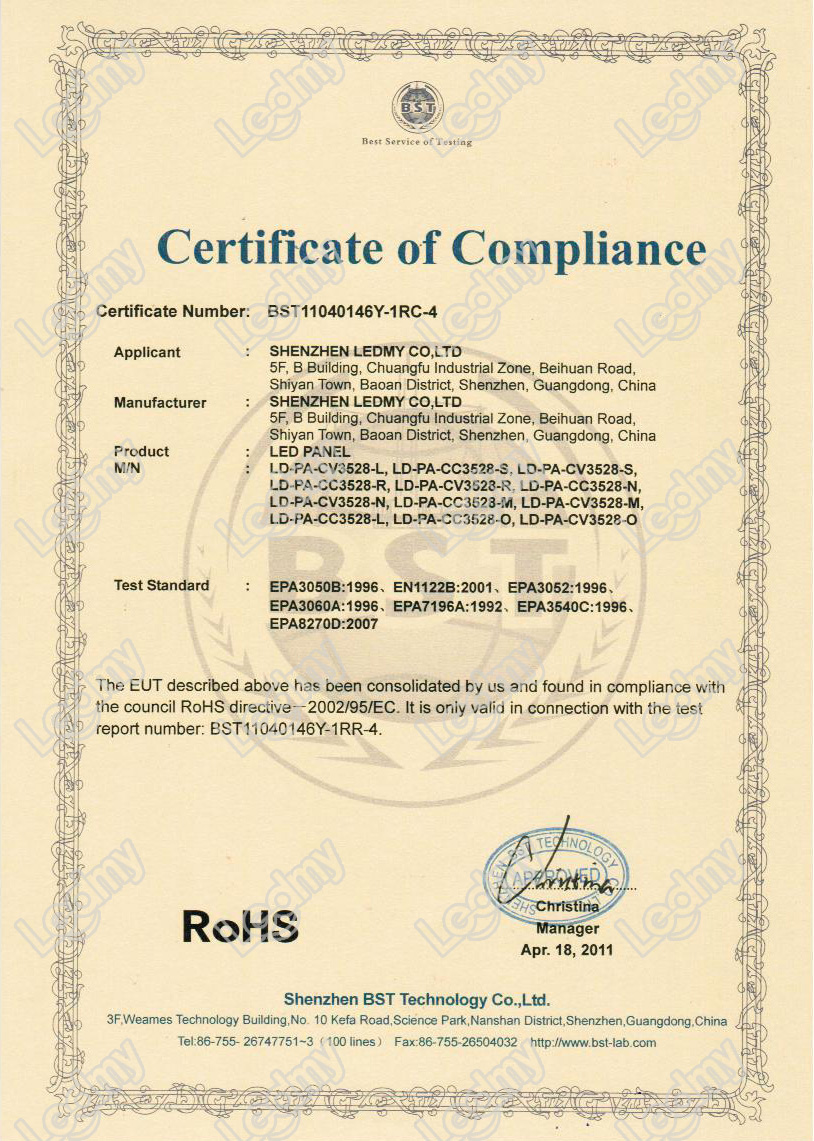 BST
Best Service of Testing
Certificate of Compliance
Certificate Number: BST11040146Y-1RC-4
Applicant : SHENZHEN LEDMY CO,LTD
5F, B Building, Chuangfu Industrial Zone, Beihuan Road,
Shiyan Town, Baoan District, Shenzhen, Guangdong, China
Manufacturer : SHENZHEN LEDMY CO,LTD
5F, B Building, Chuangfu Industrial Zone, Beihuan Road,
Shiyan Town, Baoan District, Shenzhen, Guangdong, China
Product : LED PANEL
M/N : LD-PA-CV3528-L, LD-PA-CC3528-S, LD-PA-CV3528-S,
LD-PA-CC3528-R, LD-PA-CV3528-R, LD-PA-CC3528-N,
LD-PA-CV3528-N, LD-PA-CC3528-M, LD-PA-CV3528-M,
LD-PA-CC3528-L, LD-PA-CC3528-O, LD-PA-CV3528-O
BST
Test Standard : EPA3050B:1996、EN1122B:2001、EPA3052:1996、
EPA3060A:1996、EPA7196A:1992、EPA3540C:1996、
EPA8270D:2007
The EUT described above has been consolidated by us and found in compliance with
the council RoHS directive--2002/95/EC. It is only valid in connection with the test
report number: BST11040146Y-1RR-4.
SHENZHEN BST TECHNOLOGY CO., LTD
APPROVED
Christina
Christina
Manager
Apr. 18, 2011
RoHS
Shenzhen BST Technology Co.,Ltd.
3F,Weames Technology Building,No. 10 Kefa Road,Science Park,Nanshan District,Shenzhen,Guangdong,China
Tel:86-755- 26747751~3（100 lines） Fax:86-755-26504032 http://www.bst-lab.com
Ledmy